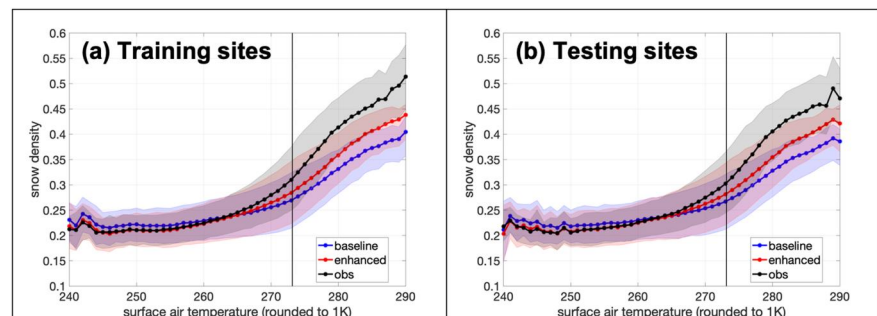 (a) Training sites
0.6
0.55
0.5
0.45
0.4
0.35
0.3
0.25
0.2
0.15
0.1
snow density
240
250
260
270
280
290
surface air temperature (rounded to 1K)
baseline
enhanced
obs
(b) Testing sites
0.6
0.55
0.5
0.45
0.4
0.35
0.3
0.25
0.2
0.15
0.1
snow density
240
250
260
270
280
290
surface air temperature (rounded to 1K)
baseline
enhanced
obs